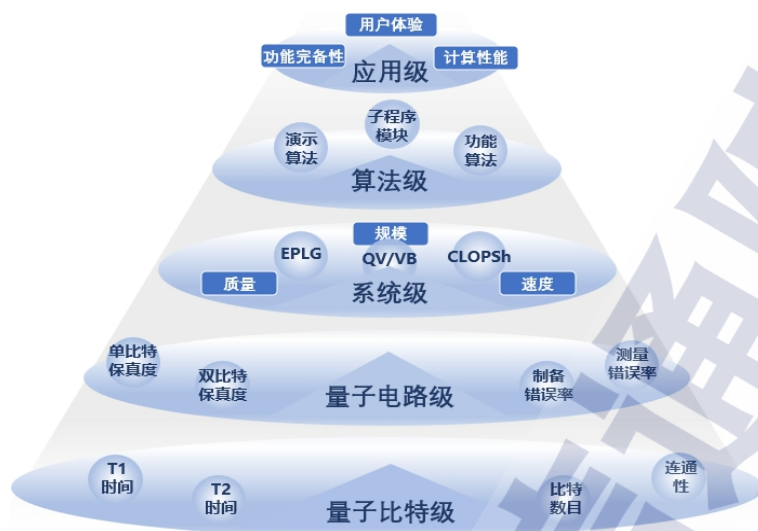 用户体验
功能完备性
计算性能
应用级
子程序
模块
演示
算法
功能
算法
算法级
规模
EPLG
QV/VB
CLOPSh
质量
速度
系统级
单比特
保真度
双比特
保真度
制备
错误率
测量
错误率
量子电路级
T1
时间
T2
时间
比特
数目
连通
性
量子比特级